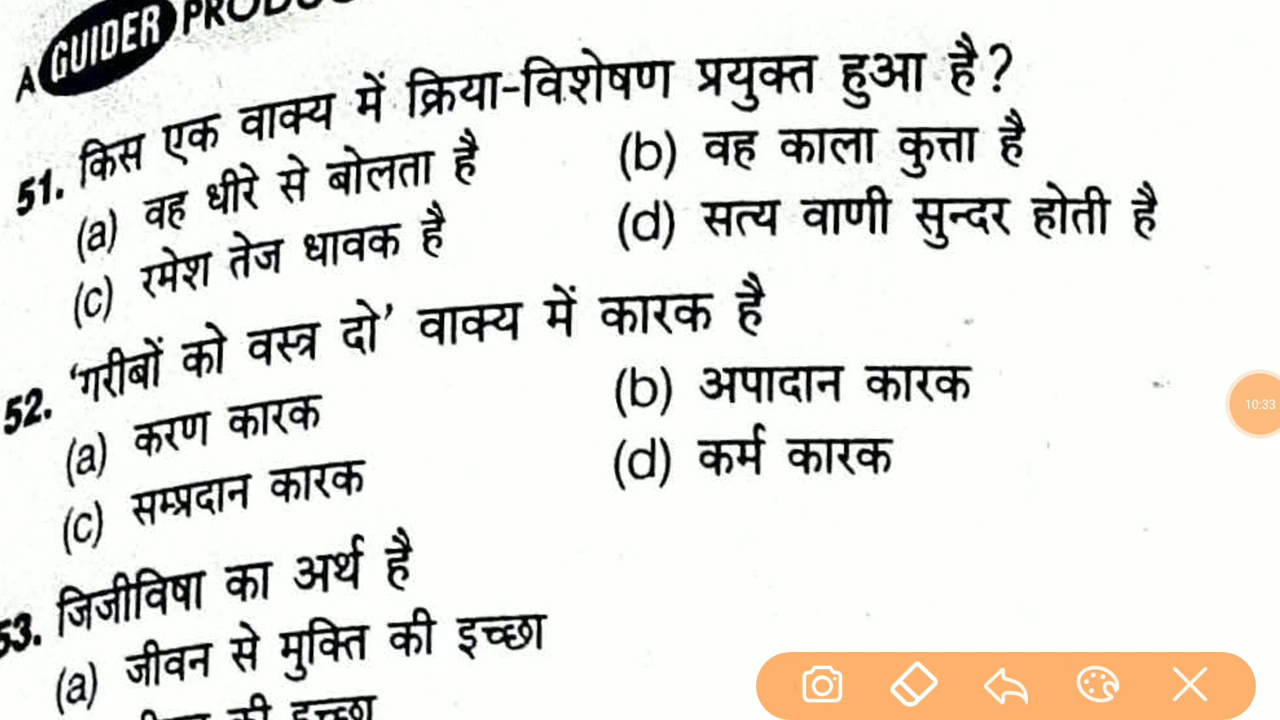 A GUIDER
51. किस एक वाक्य में क्रिया-विशेषण प्रयुक्त हुआ है?
(a) वह धीरे से बोलता है (b) वह काला कुत्ता है
(c) रमेश तेज धावक है (d) सत्य वाणी सुन्दर होती है
52. ‘गरीबों को वस्त्र दो’ वाक्य में कारक है
(a) करण कारक (b) अपादान कारक
(c) सम्प्रदान कारक (d) कर्म कारक
53. जिजीविषा का अर्थ है
(a) जीवन से मुक्ति की इच्छा
की इच्छा
10:33